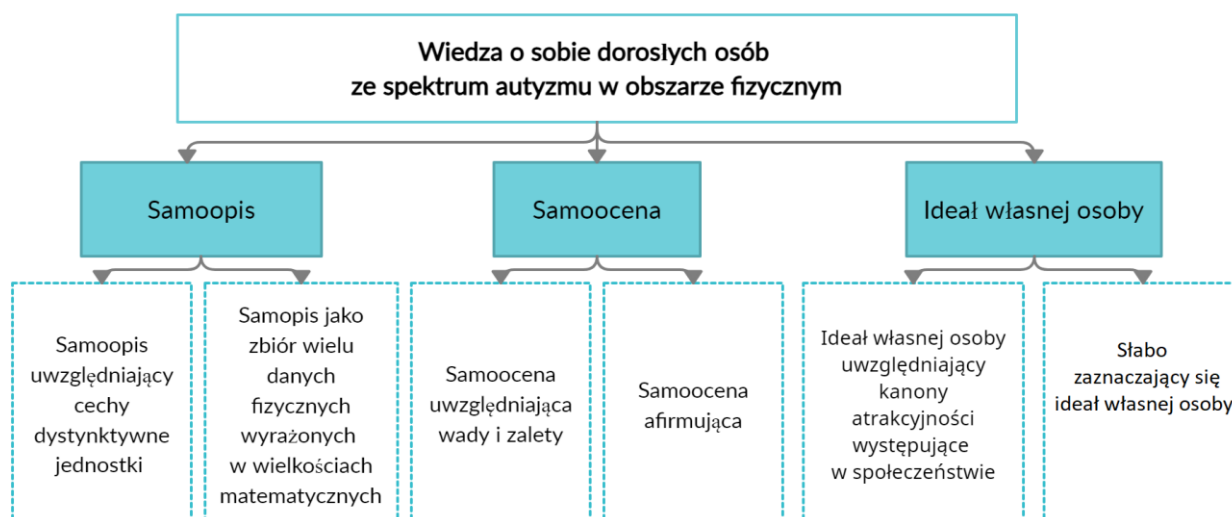 Wiedza o sobie dorosłych osób
ze spektrum autyzmu w obszarze fizycznym
Samoopis
Samoocena
Ideał własnej osoby
Samoopis
uwzględniający
cechy
dystynktywne
jednostki
Samopis jako
zbiór wielu
danych
fizycznych
wyrażonych
w wielkościach
matematycznych
Samoocena
uwzględniająca
wady i zalety
Samoocena
afirmująca
Ideał własnej osoby
uwzględniający
kanony
atrakcyjności
występujące
w społeczeństwie
Słabo
zaznaczający się
ideał własnej osoby